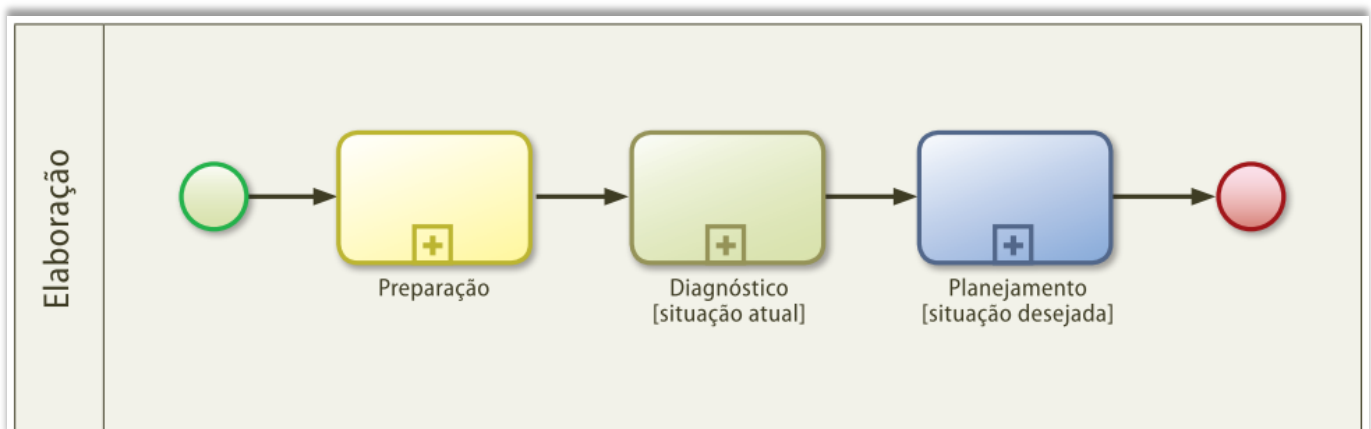 Elaboração
Preparação
Diagnóstico
[situação atual]
Planejamento
[situação desejada]